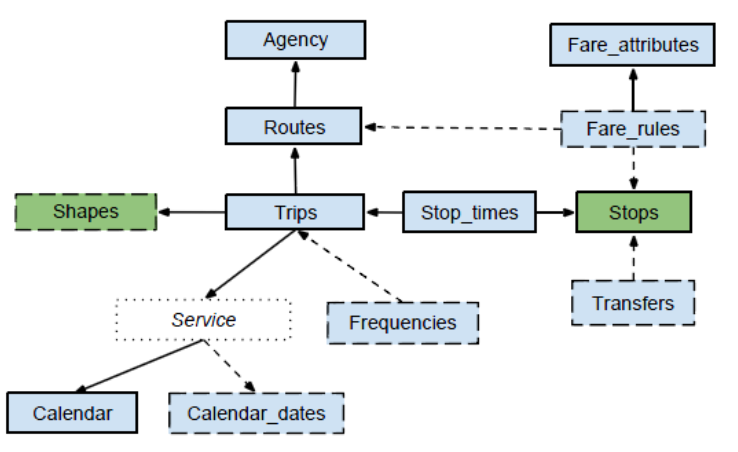 Agency
Fare_attributes
Routes
Fare_rules
Shapes
Trips
Stop_times
Stops
Service
Frequencies
Transfers
Calendar
Calendar_dates